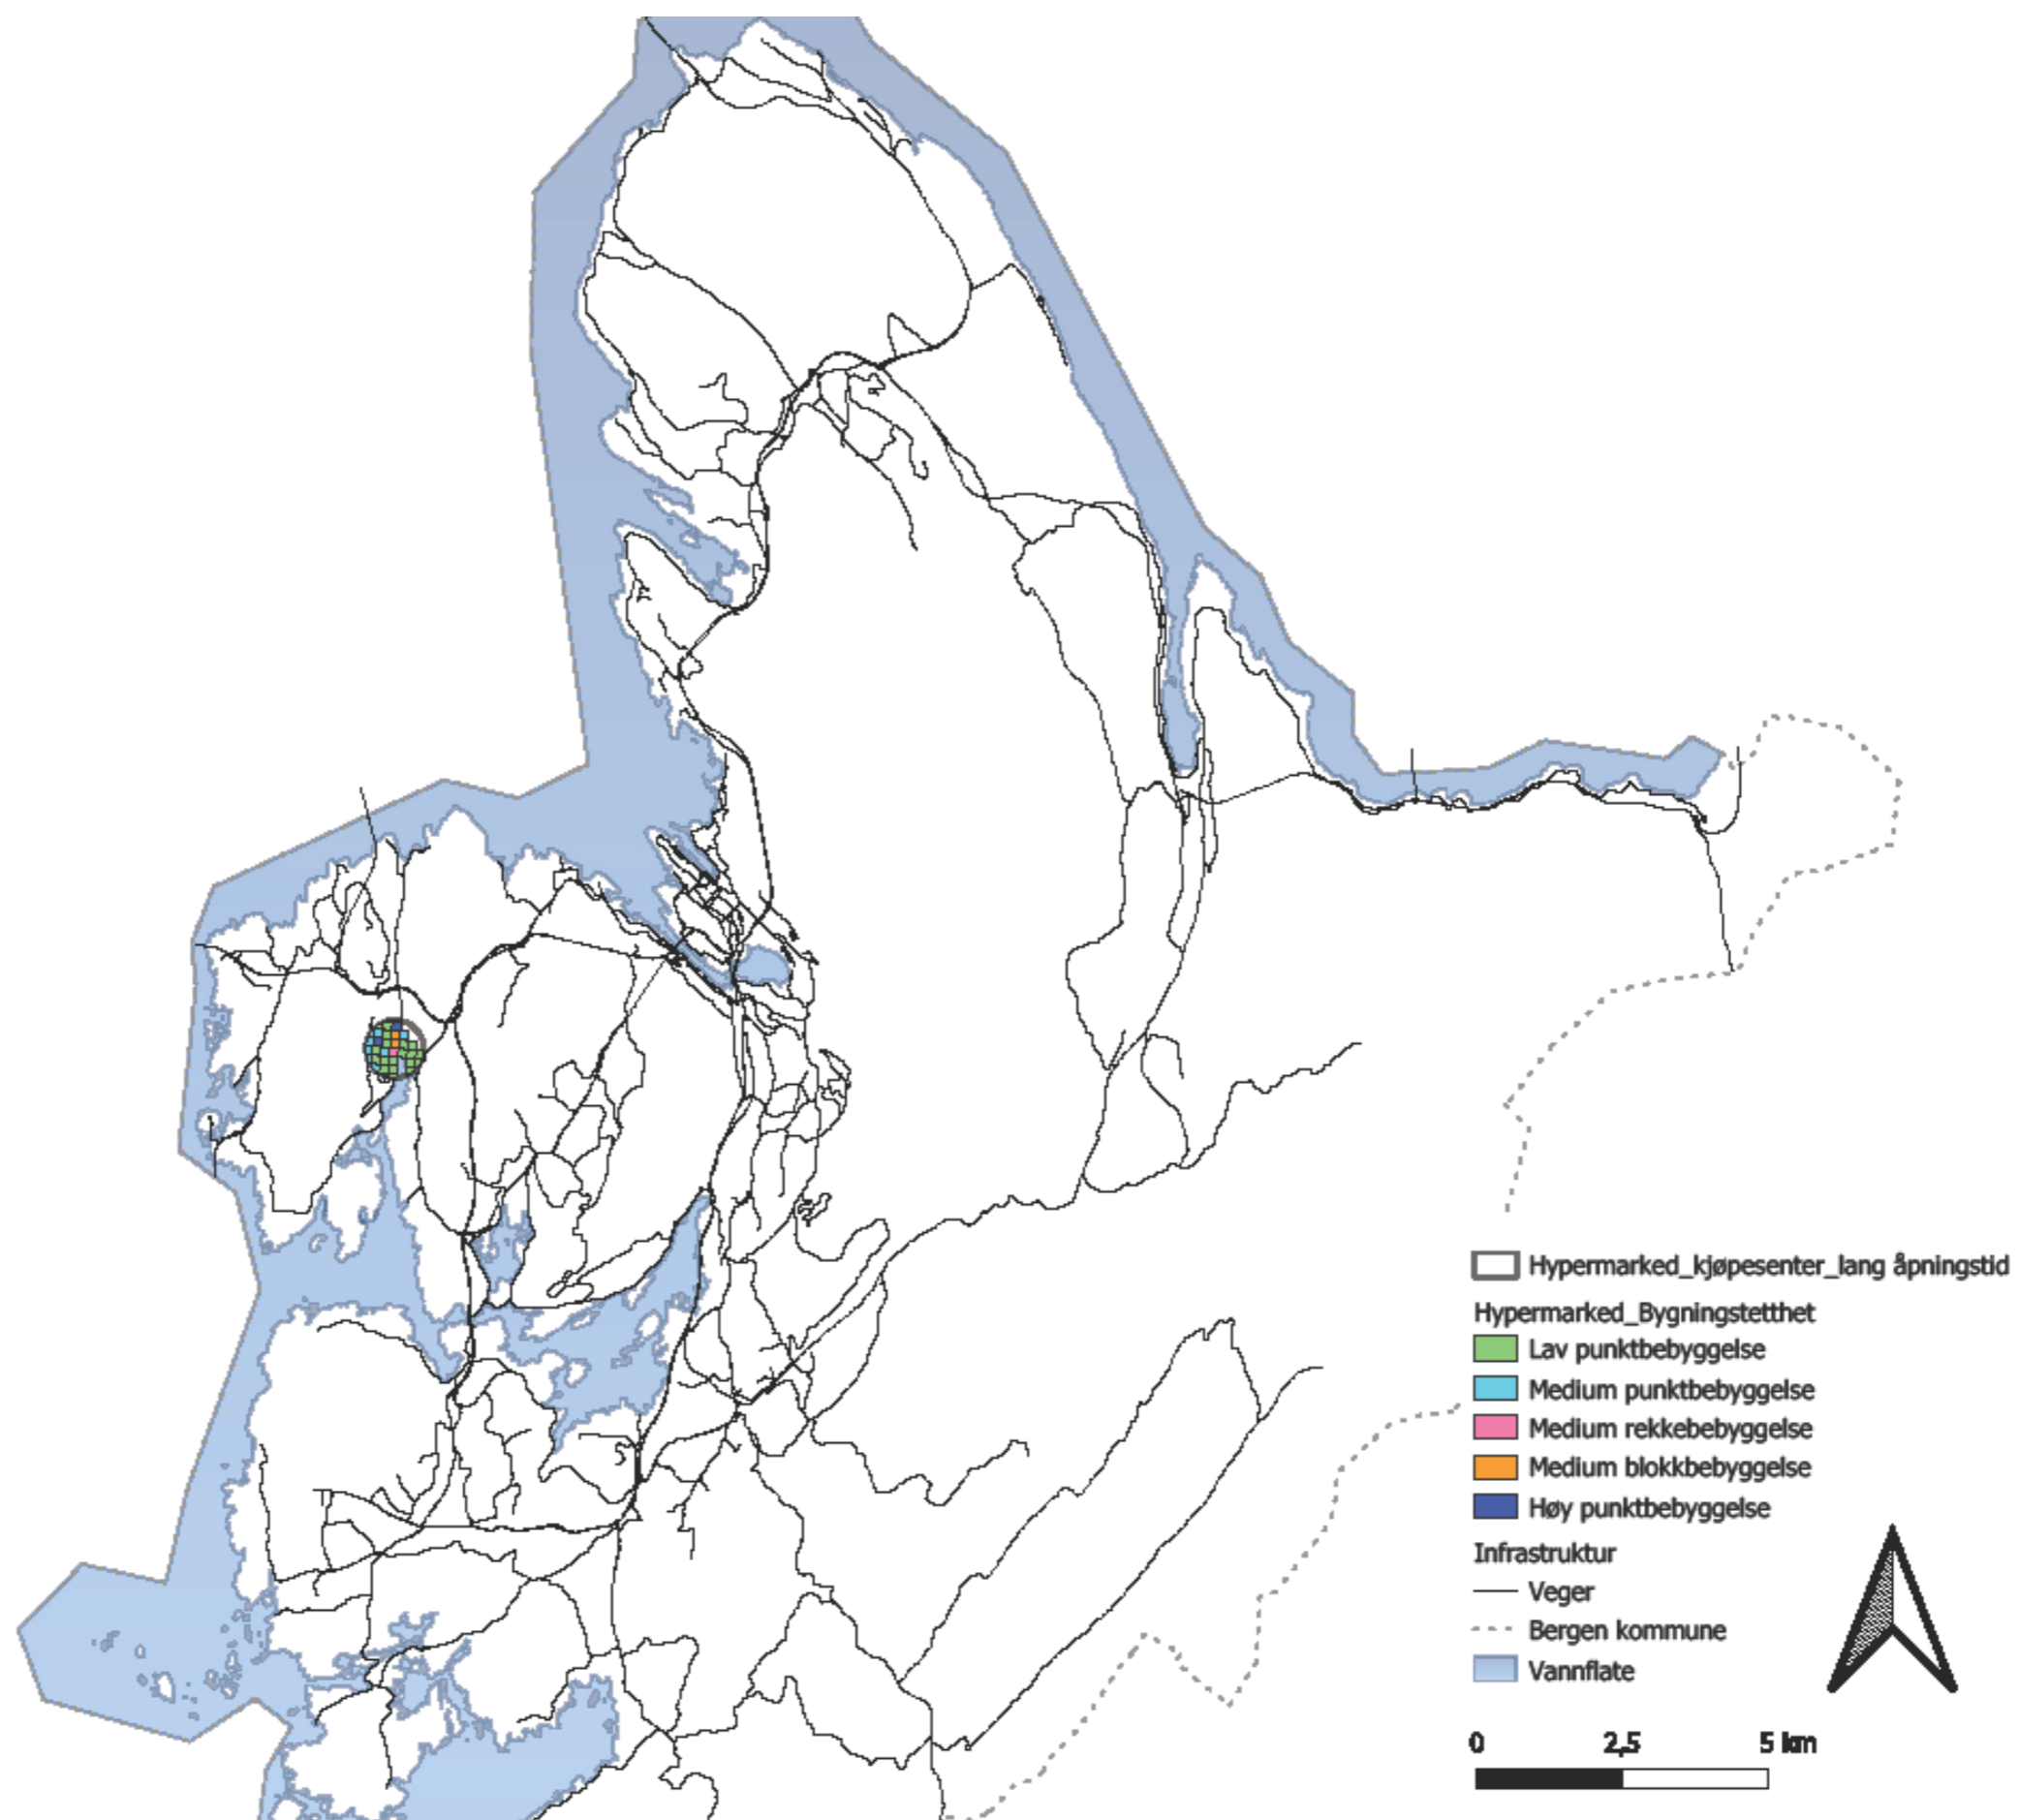 Hypermarked_kjøpesenter_lang åpningstid
Hypermarked_Bygningstetthet
Lav punktbebyggelse
Medium punktbebyggelse
Medium rekkebebyggelse
Medium blokkbebyggelse
Høy punktbebyggelse
Infrastruktur
Veger
Bergen kommune
Vannflate
0 2,5 5 km